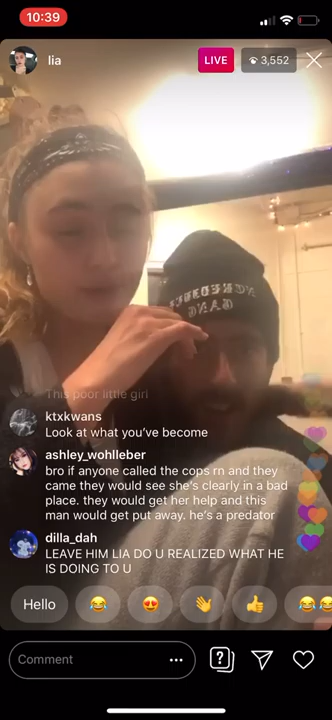 10:39
lia
LIVE
3,552
This poor little girl
ktxkwans
Look at what you've become
ashley_wohlleber
bro if anyone called the cops rn and they
came they would see she's clearly in a bad
place. they would get her help and this
man would get put away. he's a predator
dilla_dah
LEAVE HIM LIA DO U REALIZED WHAT HE
IS DOING TO U
Hello
Comment